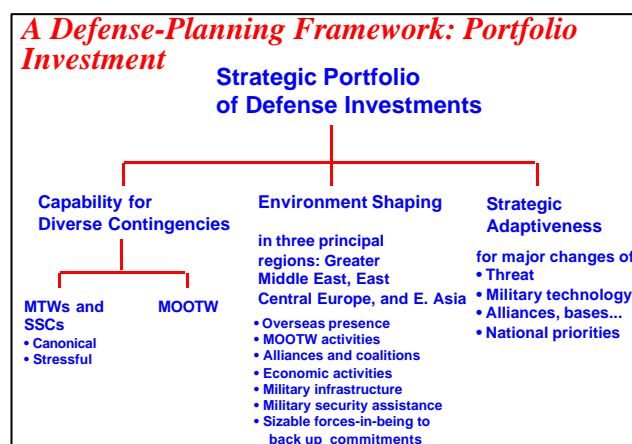 A Defense-Planning Framework: Portfolio
Investment
Strategic Portfolio
of Defense Investments
Capability for
Diverse Contingencies
MTWs and
SSCs
• Canonical
• Stressful
MOOTW
Environment Shaping
in three principal
regions: Greater
Middle East, East
Central Europe, and E. Asia
• Overseas presence
• MOOTW activities
• Alliances and coalitions
• Economic activities
• Military infrastructure
• Military security assistance
• Sizable forces-in-being to
back up commitments
Strategic
Adaptiveness
for major changes of
• Threat
• Military technology
• Alliances, bases...
• National priorities